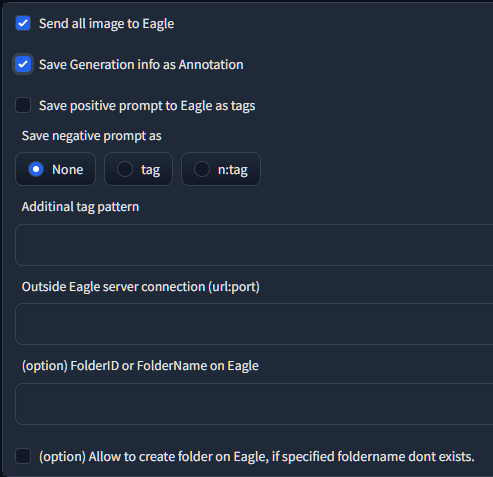 Send all image to Eagle
Save Generation info as Annotation
Save positive prompt to Eagle as tags
Save negative prompt as
None tag n:tag
Additinal tag pattern
Outside Eagle server connection (url:port)
(option) FolderID or FolderName on Eagle
(option) Allow to create folder on Eagle, if specified foldername dont exists.